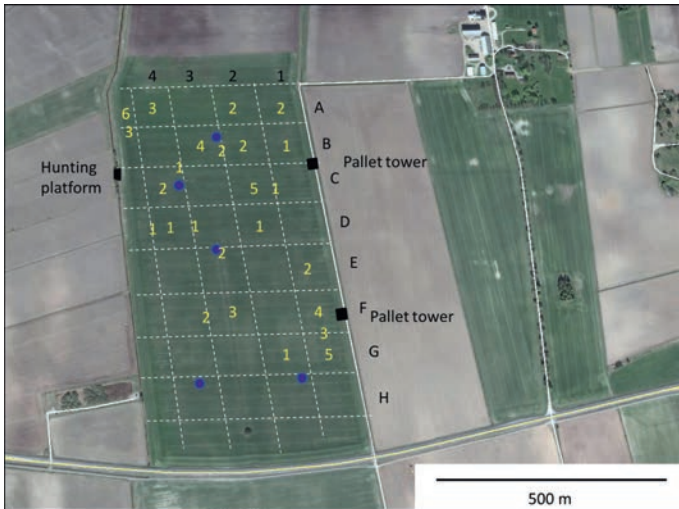 4 3 2 1
6 3 2 2 A
3
4 2 2 1 B
Hunting
platform
Pallet tower
1
2 5 1 C
1 1 1 1 D
2
2 E
2 3 4 F
Pallet tower
3
1 5 G
H
500 m